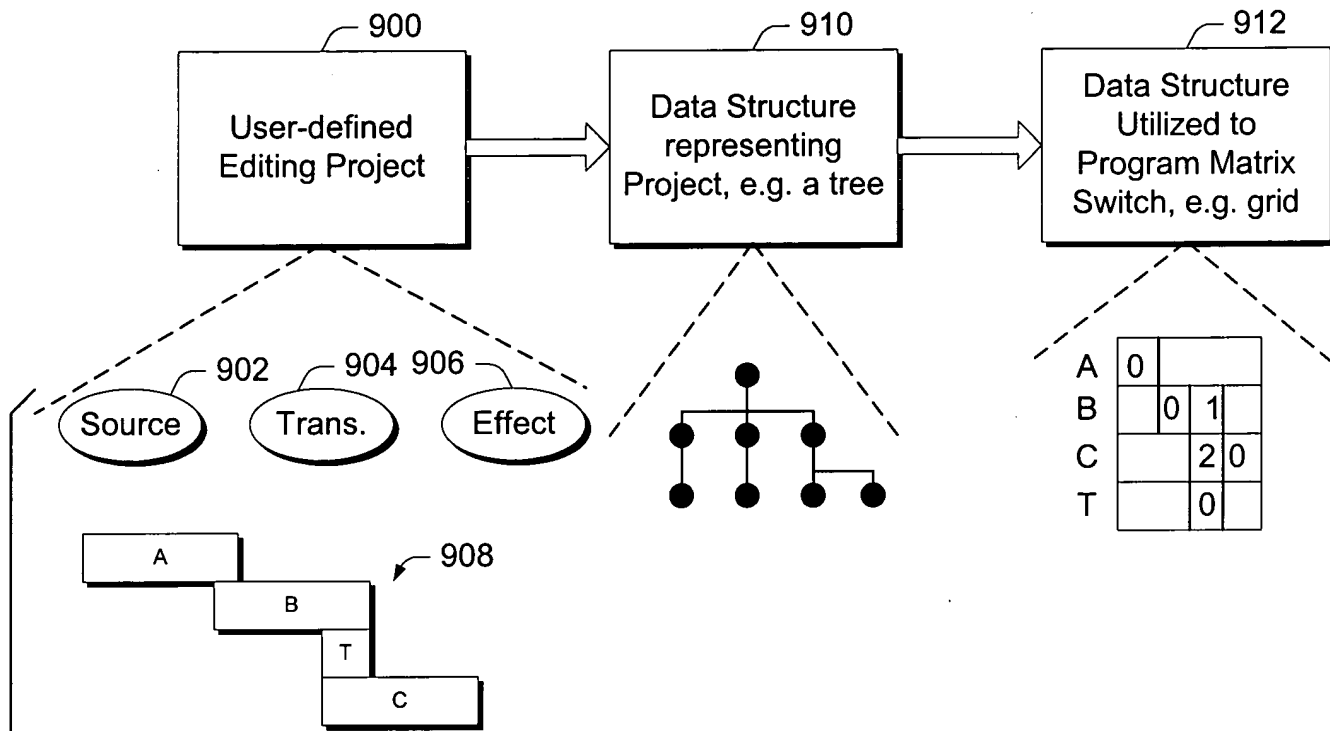 900
910
912
User-defined
Editing Project
Data Structure
representing
Project, e.g. a tree
Data Structure
Utilized to
Program Matrix
Switch, e.g. grid
902
904
906
Source
Trans.
Effect
A
B
T
C
908
A 0
B 0 1
C 2 0
T 0